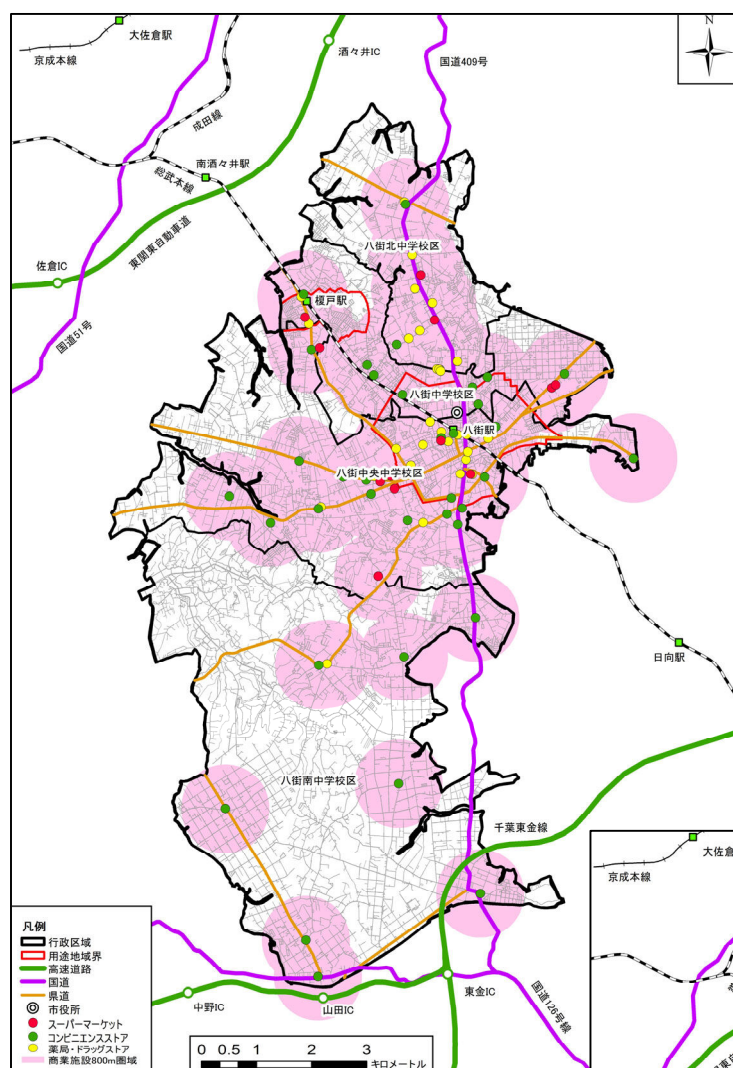 大佐倉駅
京成本線
酒々井IC
国道409号
N
成田線
南酒々井駅
総武本線
東関東自動車道
佐倉IC
国道51号
八街北中学校区
榎戸駅
八街中学校区
八街駅
八街中央中学校区
日向駅
八街南中学校区
千葉東金線
大佐倉
京成本線
凡例
行政区域
用途地域界
高速道路
国道
県道
市役所
スーパーマーケット
コンビニエンスストア
薬局・ドラッグストア
商業施設800m圏域
中野IC
山田IC
東金IC
国道126号線
0 0.5 1 2 3
キロメートル